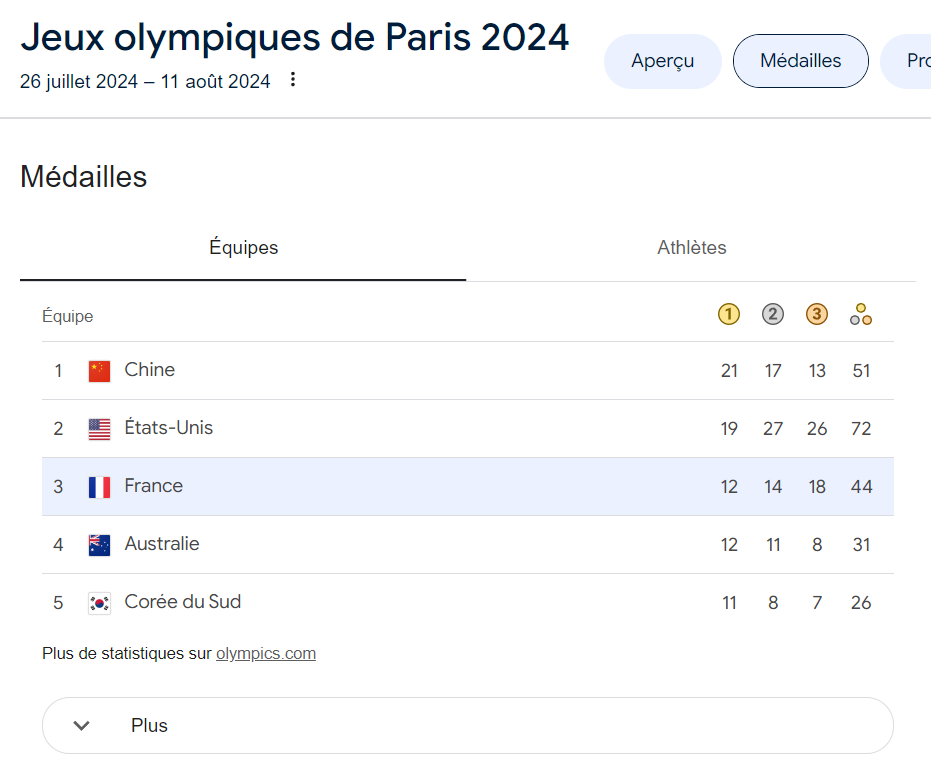 Jeux olympiques de Paris 2024
26 juillet 2024 – 11 août 2024
Aperçu Médailles
Médailles
Équipes Athlètes
Équipe 1 2 3
1 Chine 21 17 13 51
2 États-Unis 19 27 26 72
3 France 12 14 18 44
4 Australie 12 11 8 31
5 Corée du Sud 11 8 7 26
Plus de statistiques sur olympics.com
Plus